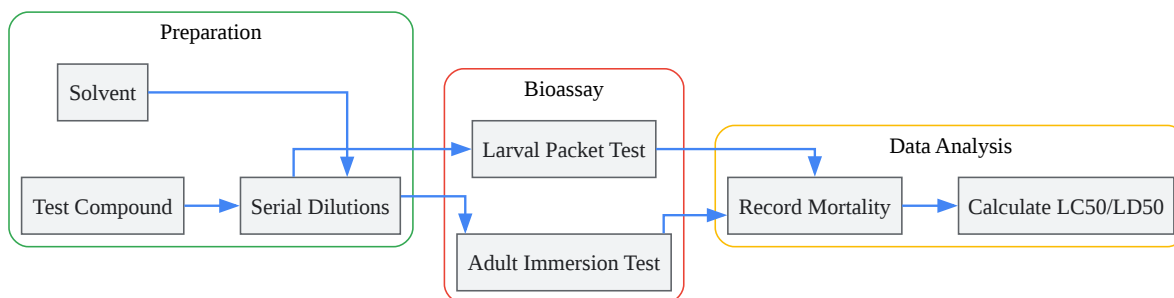 Preparation
Solvent
Test Compound
Serial Dilutions
Bioassay
Larval Packet Test
Adult Immersion Test
Data Analysis
Record Mortality
Calculate LC50/LD50